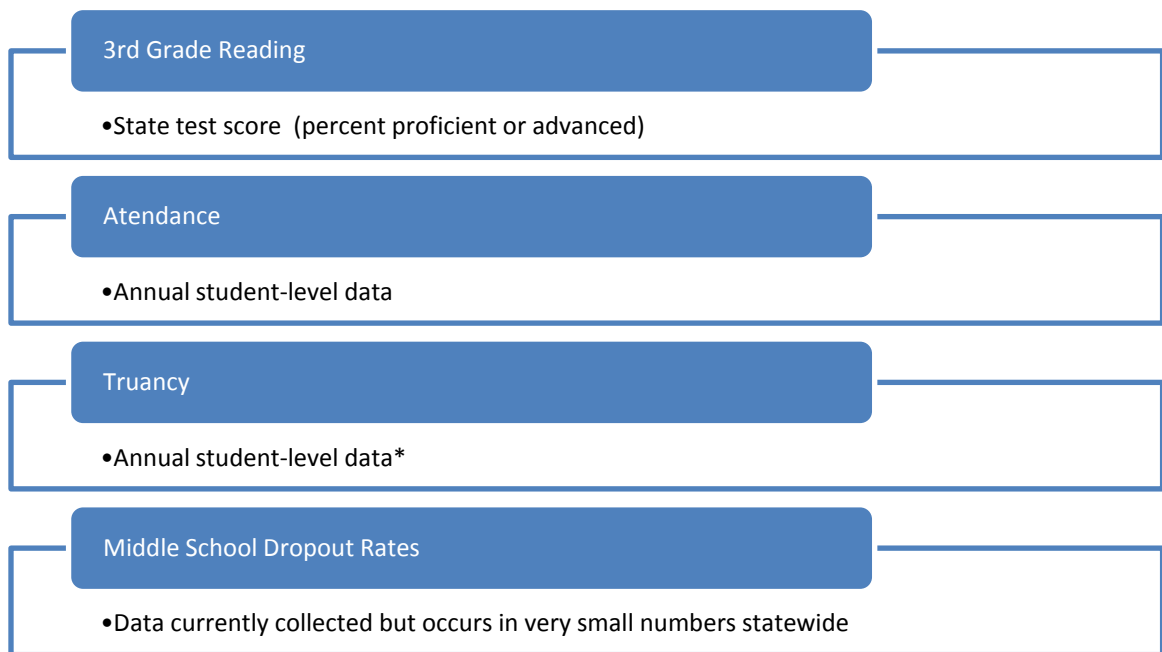 3rd Grade Reading
•State test score  (percent proficient or advanced)
Atendance
•Annual student-level data
Truancy
•Annual student-level data*
Middle School Dropout Rates
•Data currently collected but occurs in very small numbers statewide